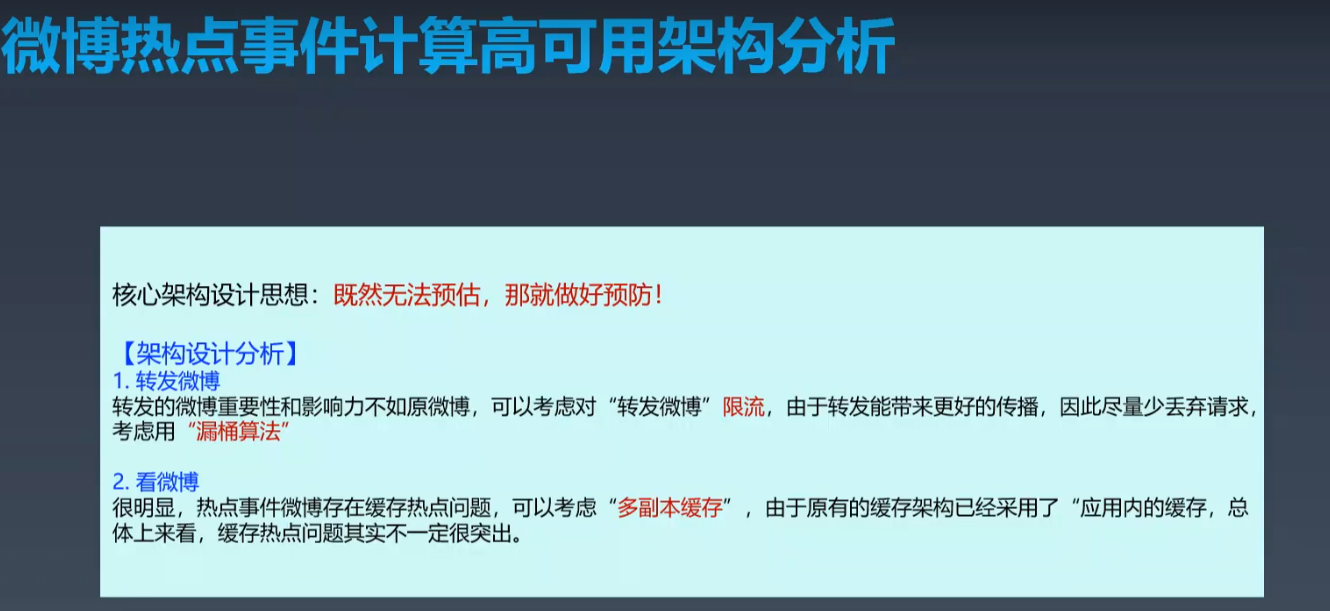 微博热点事件计算高可用架构分析
核心架构设计思想：既然无法预估，那就做好预防！
【架构设计分析】
1. 转发微博
转发的微博重要性和影响力不如原微博，可以考虑对“转发微博”限流，由于转发能带来更好的传播，因此尽量少丢弃请求，
考虑用“漏桶算法”
2. 看微博
很明显，热点事件微博存在缓存热点问题，可以考虑“多副本缓存”，由于原有的缓存架构已经采用了“应用内的缓存，总
体上来看，缓存热点问题其实不一定很突出。